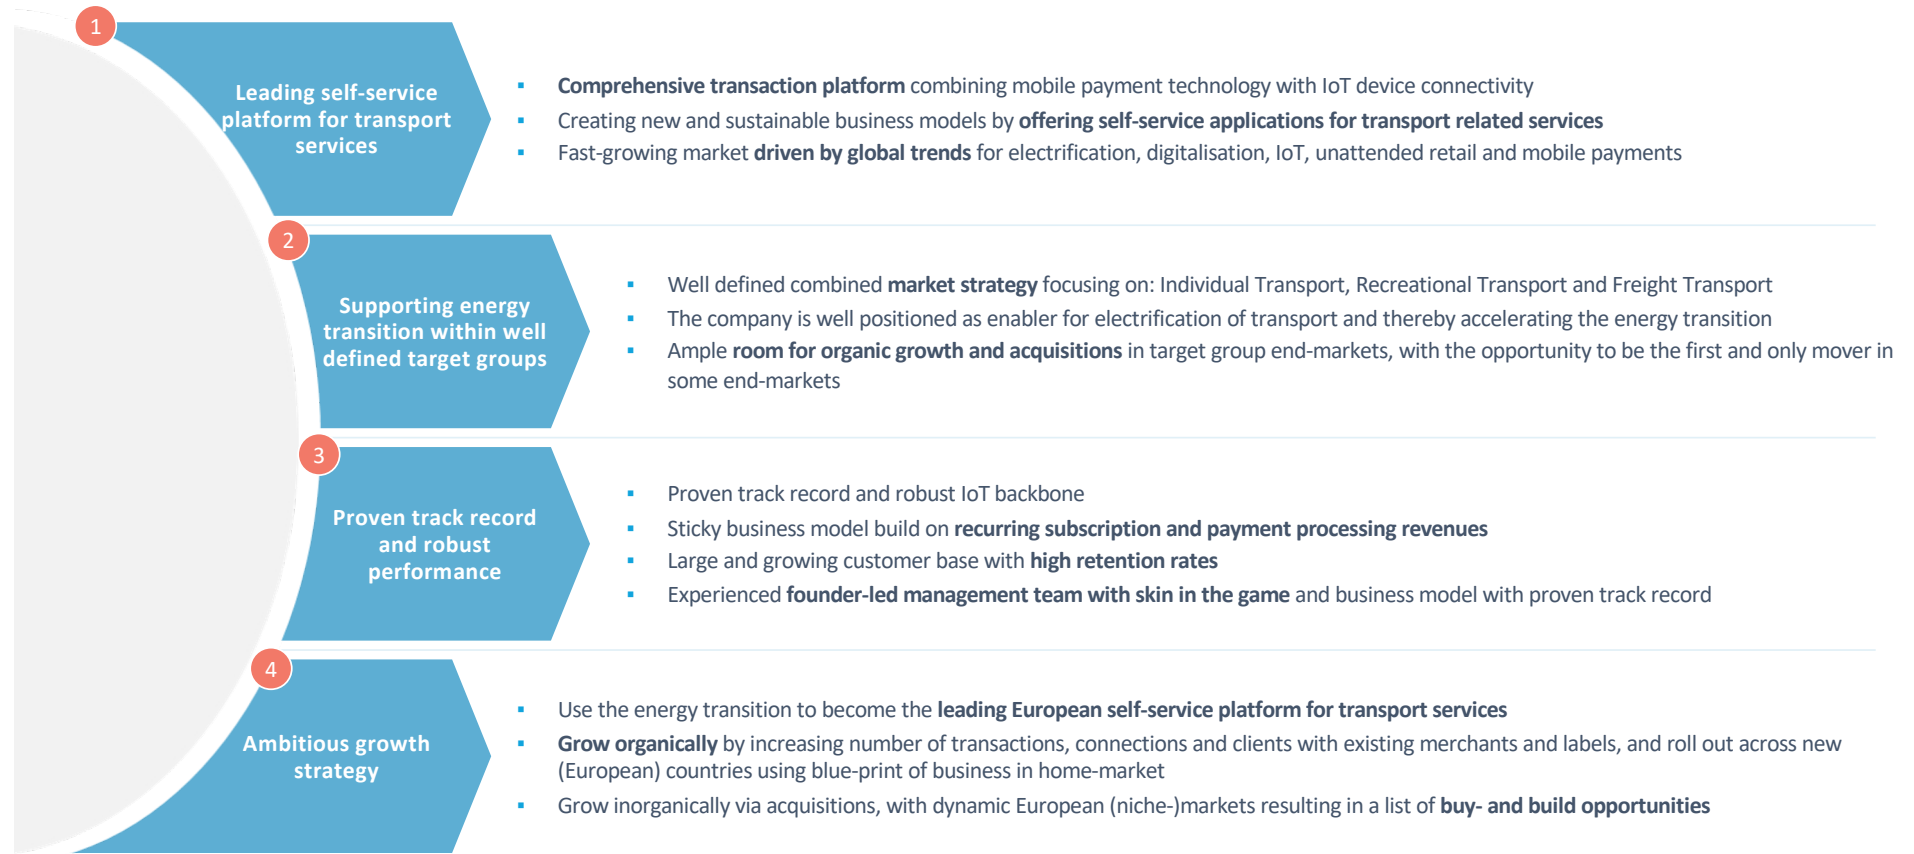 1
Leading self-service
platform for transport
services
▪ Comprehensive transaction platform combining mobile payment technology with IoT device connectivity
▪ Creating new and sustainable business models by offering self-service applications for transport related services
▪ Fast-growing market driven by global trends for electrification, digitalisation, IoT, unattended retail and mobile payments
2
Supporting energy
transition within well
defined target groups
▪ Well defined combined market strategy focusing on: Individual Transport, Recreational Transport and Freight Transport
▪ The company is well positioned as enabler for electrification of transport and thereby accelerating the energy transition
▪ Ample room for organic growth and acquisitions in target group end-markets, with the opportunity to be the first and only mover in
some end-markets
3
Proven track record
and robust
performance
▪ Proven track record and robust IoT backbone
▪ Sticky business model build on recurring subscription and payment processing revenues
▪ Large and growing customer base with high retention rates
▪ Experienced founder-led management team with skin in the game and business model with proven track record
4
Ambitious growth
strategy
▪ Use the energy transition to become the leading European self-service platform for transport services
▪ Grow organically by increasing number of transactions, connections and clients with existing merchants and labels, and roll out across new
(European) countries using blue-print of business in home-market
▪ Grow inorganically via acquisitions, with dynamic European (niche-)markets resulting in a list of buy- and build opportunities